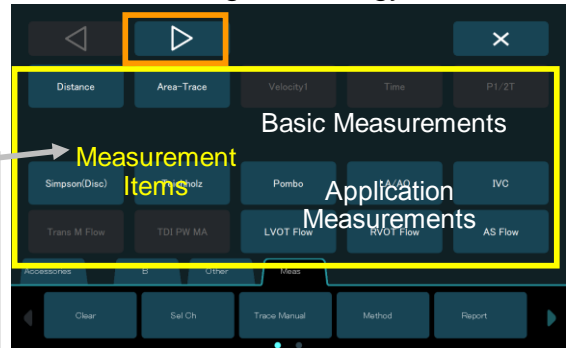 Distance Area-Trace Velocity1 Time P1/2T
Basic Measurements
Measurement Items
Simpson(Disc) Pombo LA/AO IVC
Application Measurements
Trans M Flow TDI PW MA LVOT Flow RVOT Flow AS Flow
Accessories B Other Meas
Clear Sel Ch Trace Manual Method Report